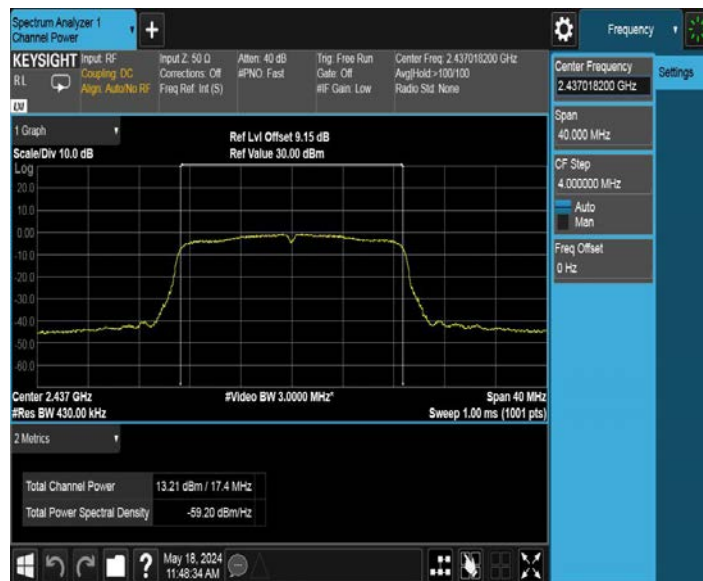 Spectrum Analyzer 1
Channel Power
+
Frequency
KEYSIGHT
RL
LXI
Input: RF
Coupling: DC
Align: Auto/No RF
Input Z: 50 Ω
Corrections: Off
Freq Ref: Int (S)
Atten: 40 dB
#PNO: Fast
Trig: Free Run
Gate: Off
#IF Gain: Low
Center Freq: 2.437018200 GHz
Avg|Hold:>100/100
Radio Std: None
Center Frequency
2.437018200 GHz
Settings
Span
40.000 MHz
CF Step
4.000000 MHz
Auto
Man
Freq Offset
0 Hz
1 Graph
Scale/Div 10.0 dB
Ref Lvl Offset 9.15 dB
Ref Value 30.00 dBm
Log
20.0
10.0
0.00
-10.0
-20.0
-30.0
-40.0
-50.0
-60.0
Center 2.437 GHz
#Res BW 430.00 kHz
#Video BW 3.0000 MHz*
Span 40 MHz
Sweep 1.00 ms (1001 pts)
2 Metrics
Total Channel Power 13.21 dBm / 17.4 MHz
Total Power Spectral Density -59.20 dBm/Hz
?
May 18, 2024
11:48:34 AM